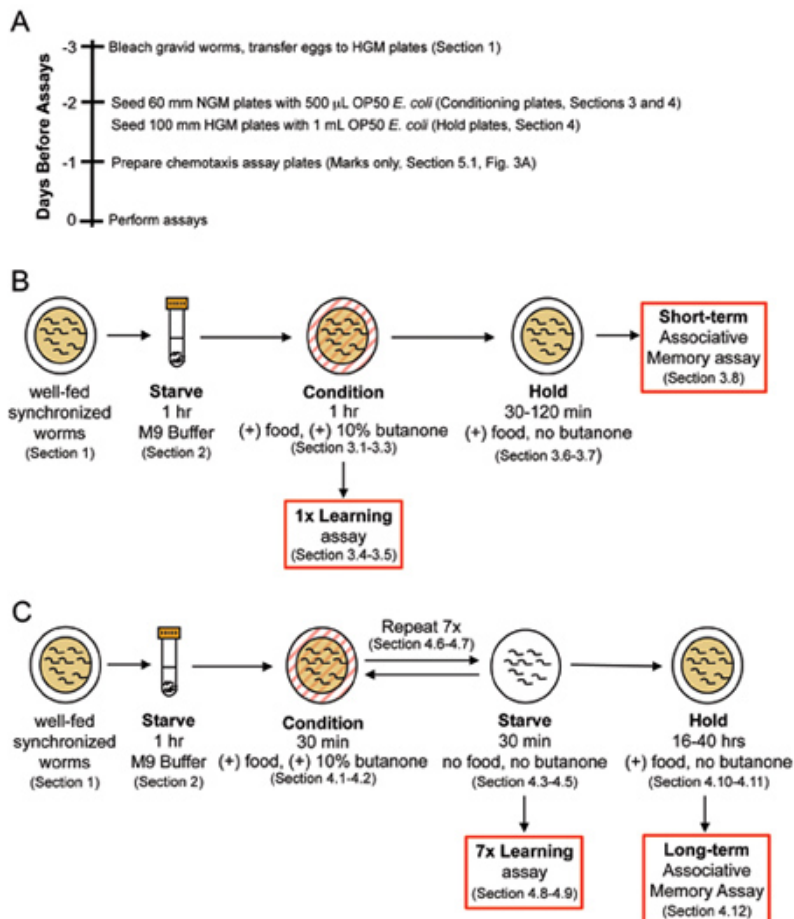 A
Days Before Assays
-3 Bleach gravid worms, transfer eggs to HGM plates (Section 1)
-2 Seed 60 mm NGM plates with 500 µL OP50 E. coli (Conditioning plates, Sections 3 and 4)
Seed 100 mm HGM plates with 1 mL OP50 E. coli (Hold plates, Section 4)
-1 Prepare chemotaxis assay plates (Marks only, Section 5.1, Fig. 3A)
0 Perform assays
B
well-fed
synchronized
worms
(Section 1)
Starve
1 hr
M9 Buffer
(Section 2)
Condition
1 hr
(+) food, (+) 10% butanone
(Section 3.1-3.3)
Hold
30-120 min
(+) food, no butanone
(Section 3.6-3.7)
Short-term
Associative
Memory assay
(Section 3.8)
1x Learning
assay
(Section 3.4-3.5)
C
well-fed
synchronized
worms
(Section 1)
Starve
1 hr
M9 Buffer
(Section 2)
Condition
30 min
(+) food, (+) 10% butanone
(Section 4.1-4.2)
Repeat 7x
(Section 4.6-4.7)
Starve
30 min
no food, no butanone
(Section 4.3-4.5)
Hold
16-40 hrs
(+) food, no butanone
(Section 4.10-4.11)
7x Learning
assay
(Section 4.8-4.9)
Long-term
Associative
Memory Assay
(Section 4.12)